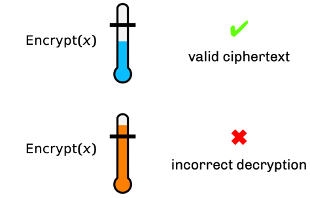 Encrypt(x)
valid ciphertext
Encrypt(x)
incorrect decryption